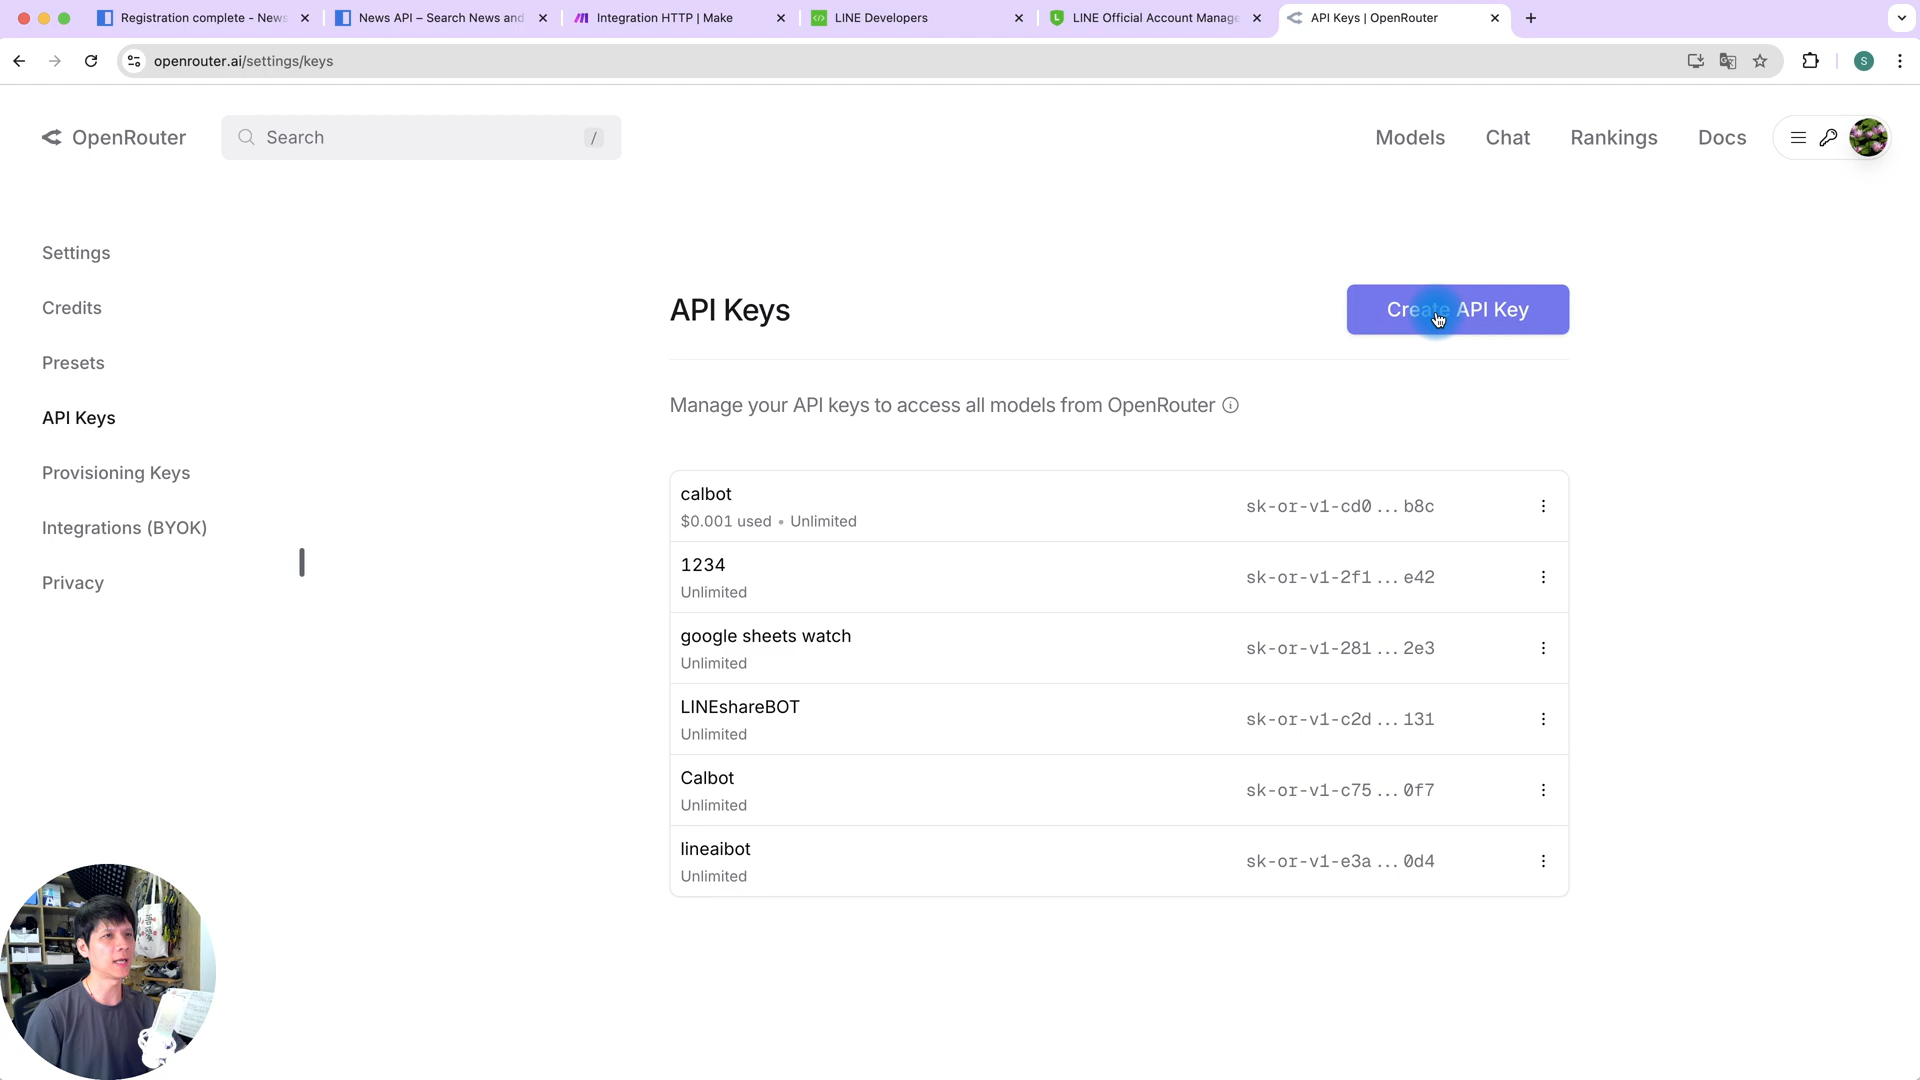 Registration complete - News
News API – Search News and
Integration HTTP | Make
LINE Developers
LINE Official Account Manage
API Keys | OpenRouter
openrouter.ai/settings/keys
S
OpenRouter
Search
/
Models
Chat
Rankings
Docs
Settings
Credits
Presets
API Keys
Provisioning Keys
Integrations (BYOK)
Privacy
API Keys
Create API Key
Manage your API keys to access all models from OpenRouter
calbot
$0.001 used • Unlimited
sk-or-v1-cd0...b8c
1234
Unlimited
sk-or-v1-2f1...e42
google sheets watch
Unlimited
sk-or-v1-281...2e3
LINEshareBOT
Unlimited
sk-or-v1-c2d...131
Calbot
Unlimited
sk-or-v1-c75...0f7
lineaibot
Unlimited
sk-or-v1-e3a...0d4